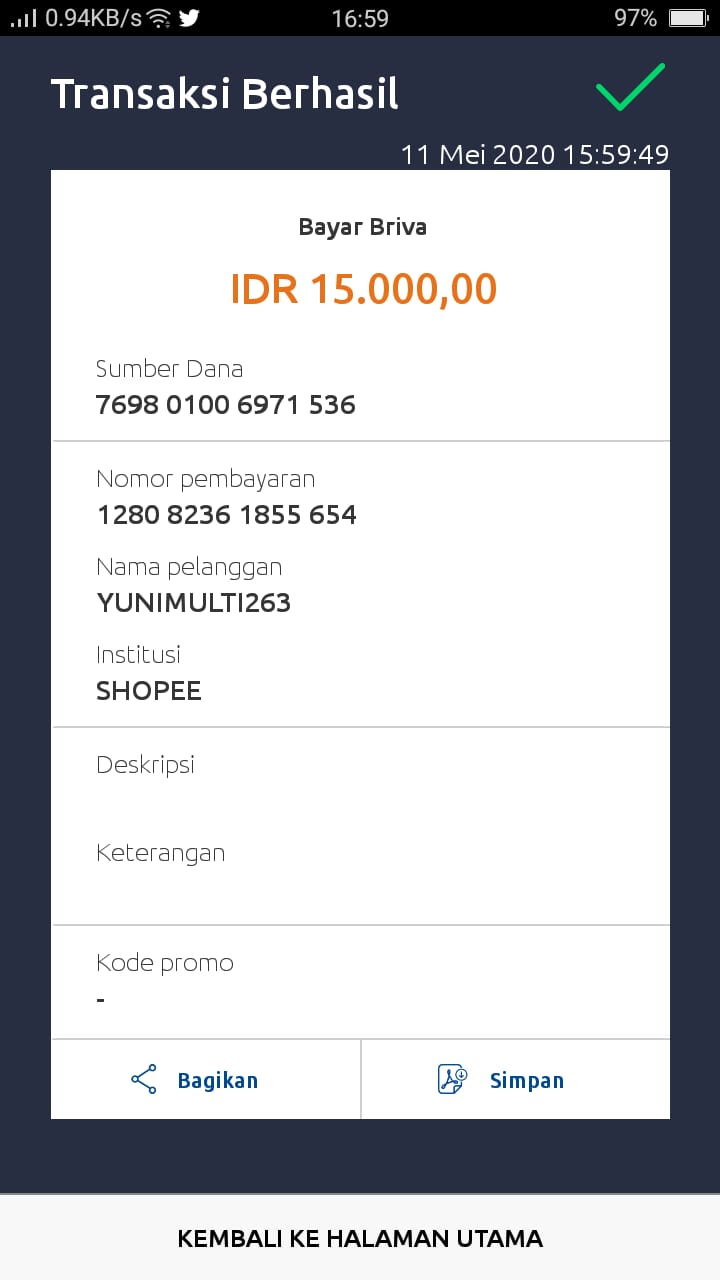 0.94KB/s 16:59 97%
Transaksi Berhasil
11 Mei 2020 15:59:49
Bayar Briva
IDR 15.000,00
Sumber Dana
7698 0100 6971 536
Nomor pembayaran
1280 8236 1855 654
Nama pelanggan
YUNIMULTI263
Institusi
SHOPEE
Deskripsi
Keterangan
Kode promo
-
Bagikan Simpan
KEMBALI KE HALAMAN UTAMA